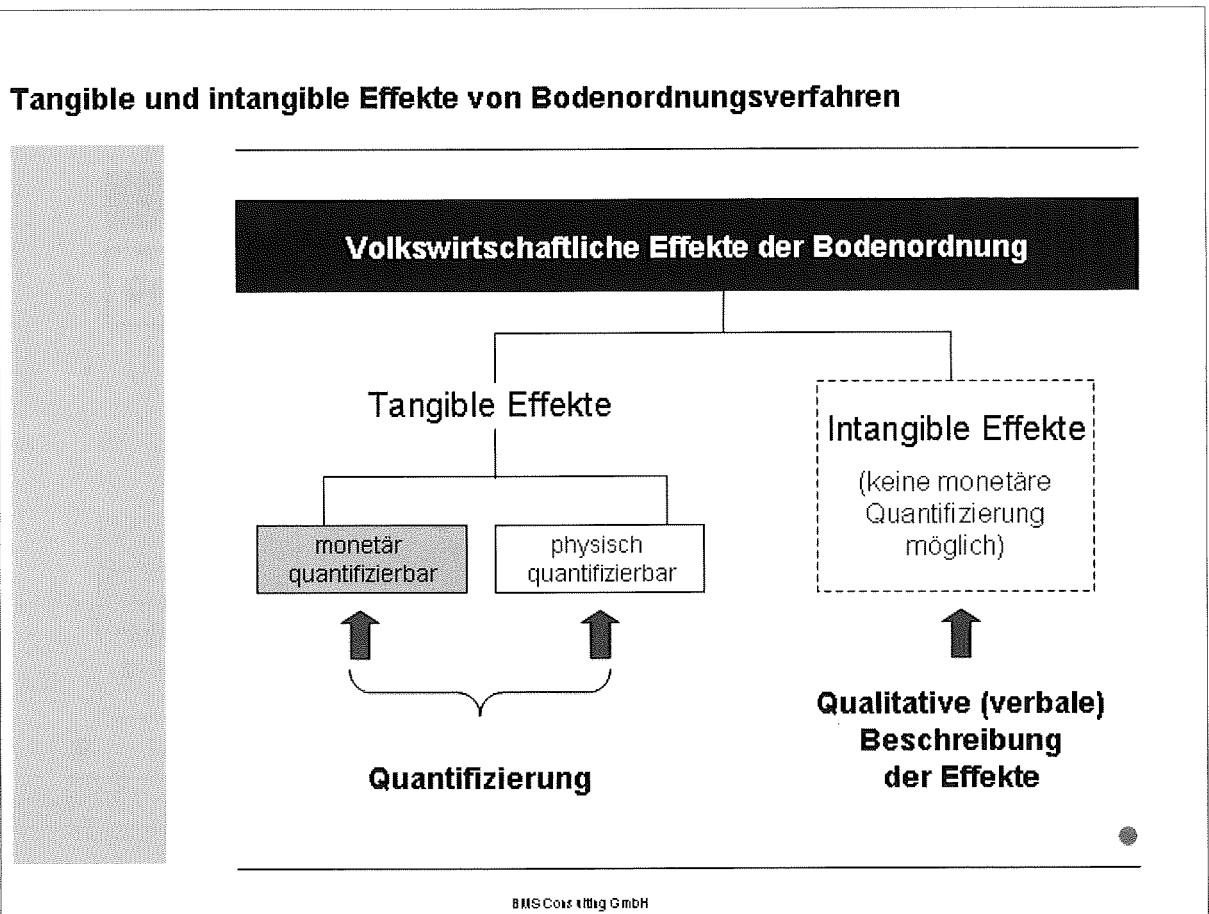 Tangible und intangible Effekte von Bodenordnungsverfahren
Volkswirtschaftliche Effekte der Bodenordnung
Tangible Effekte
monetär
quantifizierbar
physisch
quantifizierbar
Intangible Effekte
(keine monetäre
Quantifizierung
möglich)
Quantifizierung
Qualitative (verbale)
Beschreibung
der Effekte
BMS Consulting GmbH